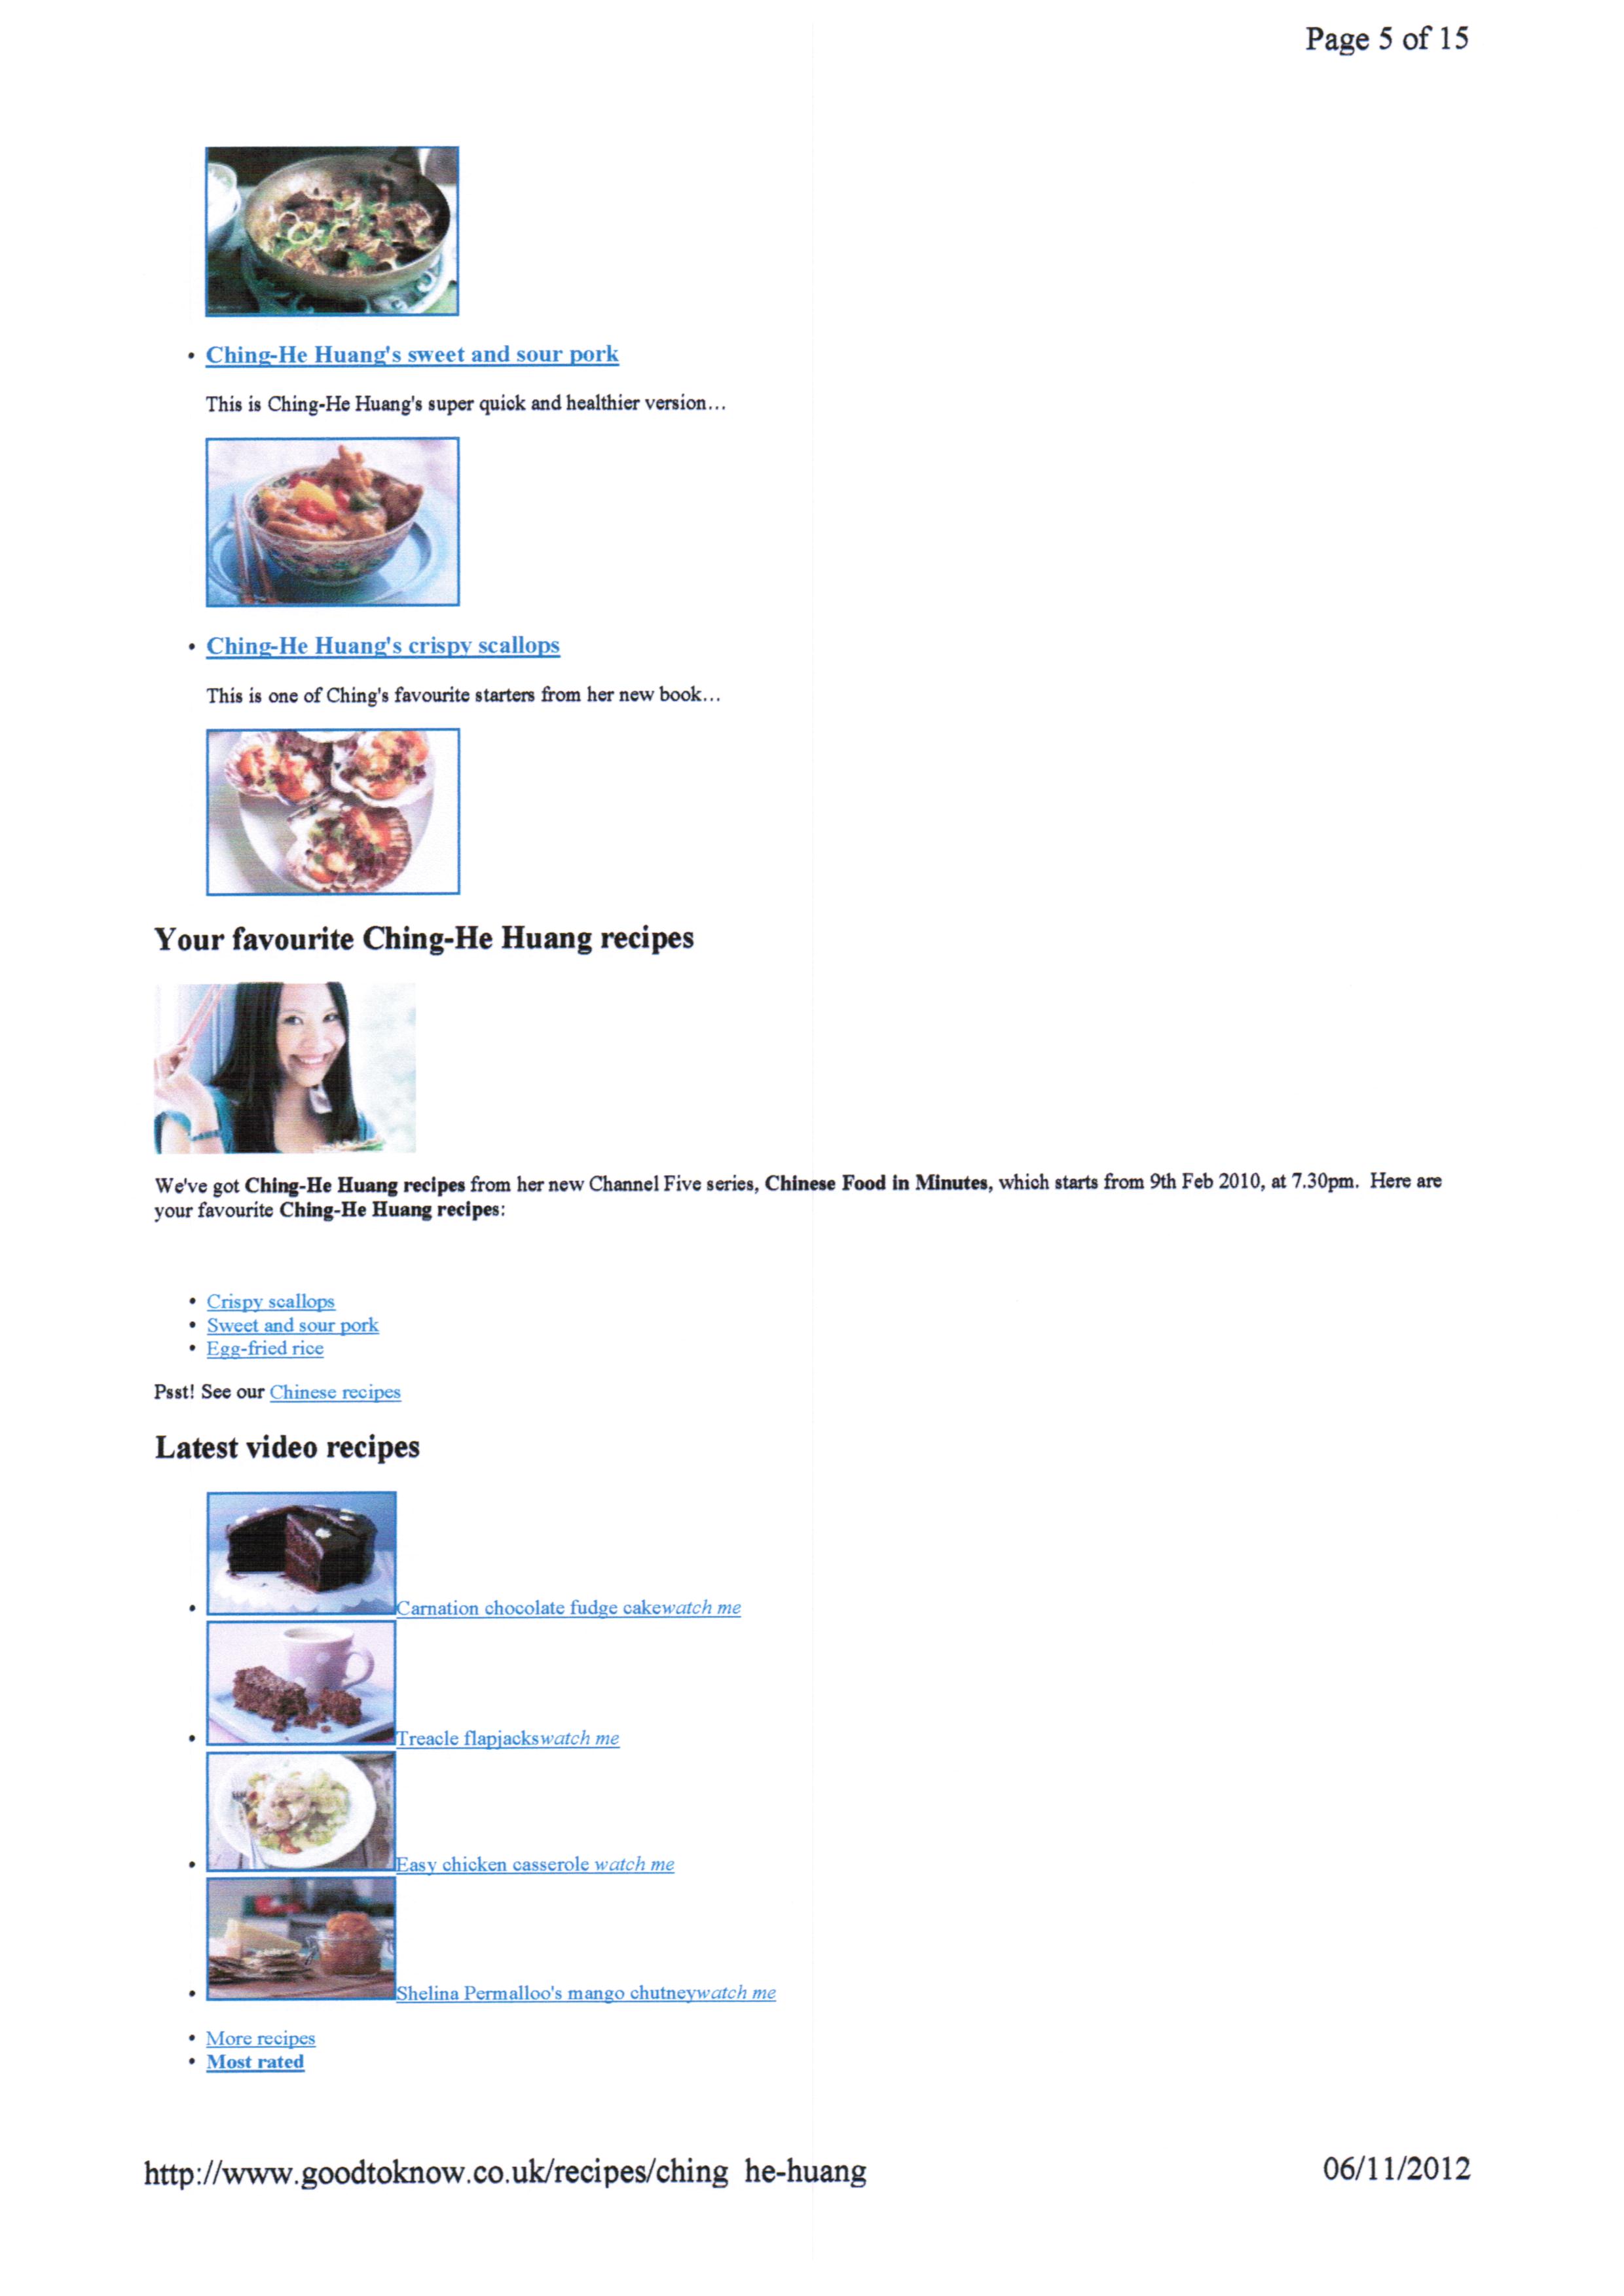 Page 5 of 15
• Ching-He Huang's sweet and sour pork
This is Ching-He Huang's super quick and healthier version...
• Ching-He Huang's crispy scallops
This is one of Ching's favourite starters from her new book...
Your favourite Ching-He Huang recipes
We've got Ching-He Huang recipes from her new Channel Five series, Chinese Food in Minutes, which starts from 9th Feb 2010, at 7.30pm. Here are
your favourite Ching-He Huang recipes:
• Crispy scallops
• Sweet and sour pork
• Egg-fried rice
Psst! See our Chinese recipes
Latest video recipes
• Carnation chocolate fudge cakewatch me
• Treacle flapjackswatch me
• Easy chicken casserole watch me
• Shelina Permalloo's mango chutneywatch me
• More recipes
• Most rated
http://www.goodtoknow.co.uk/recipes/ching he-huang
06/11/2012